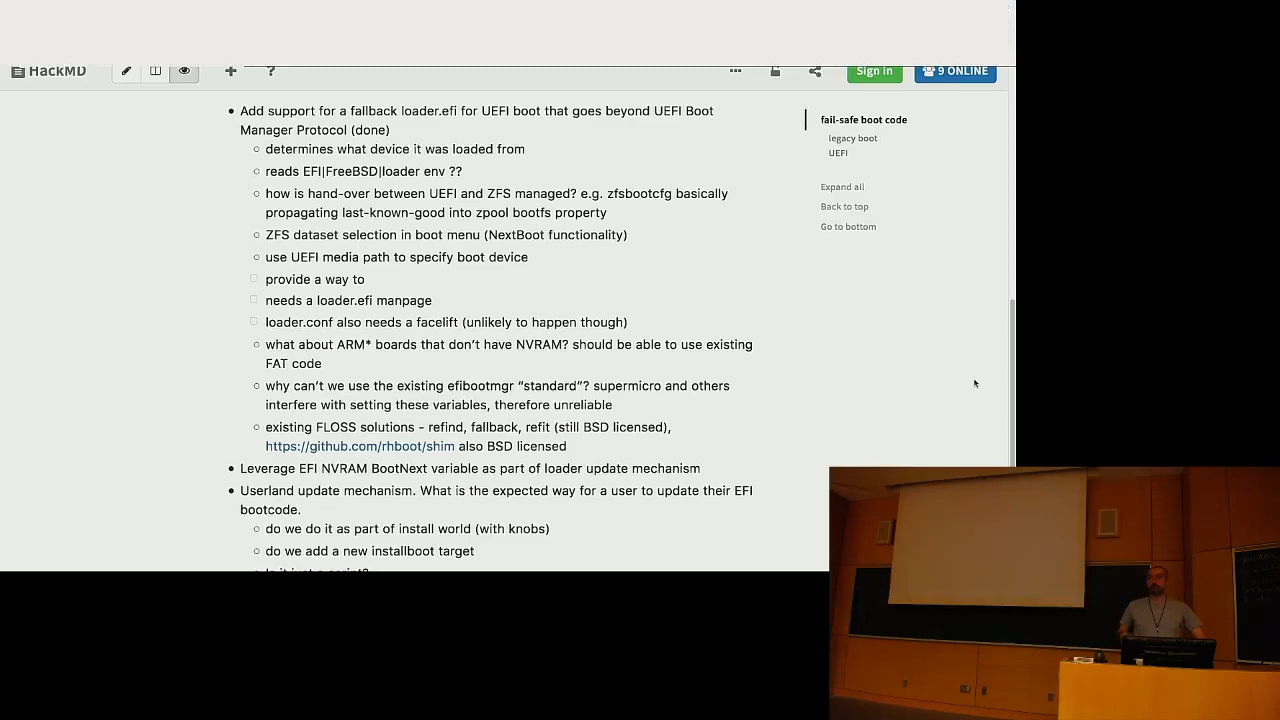 HackMD
+ ?
Sign in
9 ONLINE
Add support for a fallback loader.efi for UEFI boot that goes beyond UEFI Boot
Manager Protocol (done)
determines what device it was loaded from
reads EFI|FreeBSD|loader env ??
how is hand-over between UEFI and ZFS managed? e.g. zfsbootcfg basically
propagating last-known-good into zpool bootfs property
ZFS dataset selection in boot menu (NextBoot functionality)
use UEFI media path to specify boot device
provide a way to
needs a loader.efi manpage
loader.conf also needs a facelift (unlikely to happen though)
what about ARM* boards that don't have NVRAM? should be able to use existing
FAT code
why can't we use the existing efibootmgr “standard”? supermicro and others
interfere with setting these variables, therefore unreliable
existing FLOSS solutions - refind, fallback, refit (still BSD licensed),
https://github.com/rhboot/shim also BSD licensed
Leverage EFI NVRAM BootNext variable as part of loader update mechanism
Userland update mechanism. What is the expected way for a user to update their EFI
bootcode.
do we do it as part of install world (with knobs)
do we add a new installboot target
Is it just a script?
fail-safe boot code
legacy boot
UEFI
Expand all
Back to top
Go to bottom